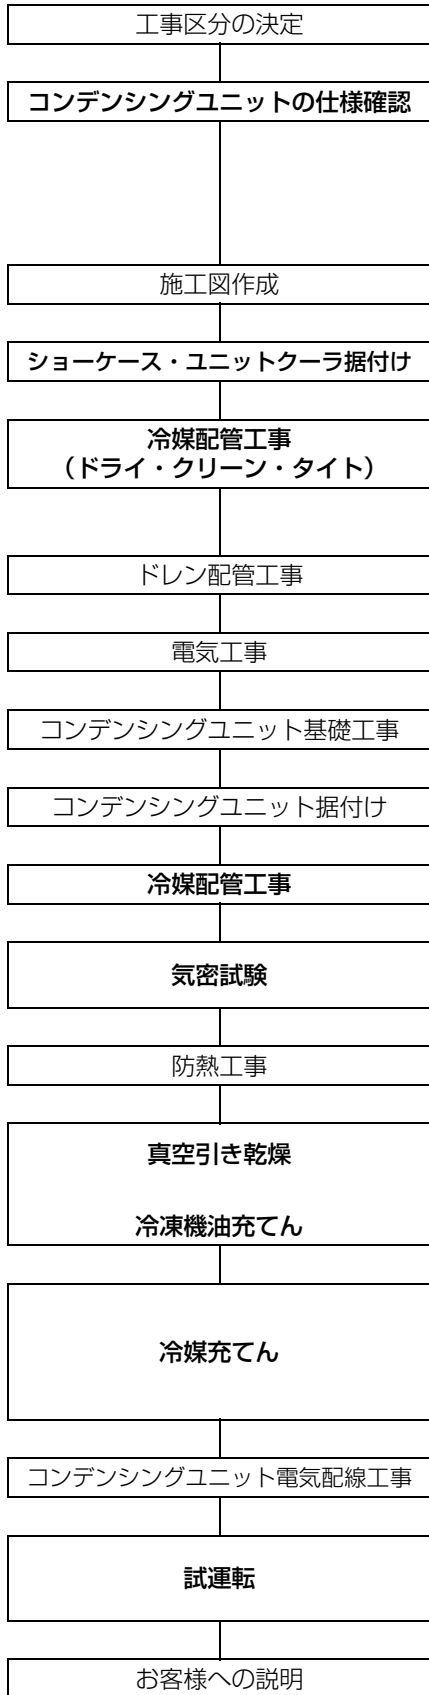 工事区分の決定
コンデンシングユニットの仕様確認
施工図作成
ショーケース・ユニットクーラ据付け
冷媒配管工事
（ドライ・クリーン・タイト）
ドレン配管工事
電気工事
コンデンシングユニット基礎工事
コンデンシングユニット据付け
冷媒配管工事
気密試験
防熱工事
真空引き乾燥
冷凍機油充てん
冷媒充てん
コンデンシングユニット電気配線工事
試運転
お客様への説明